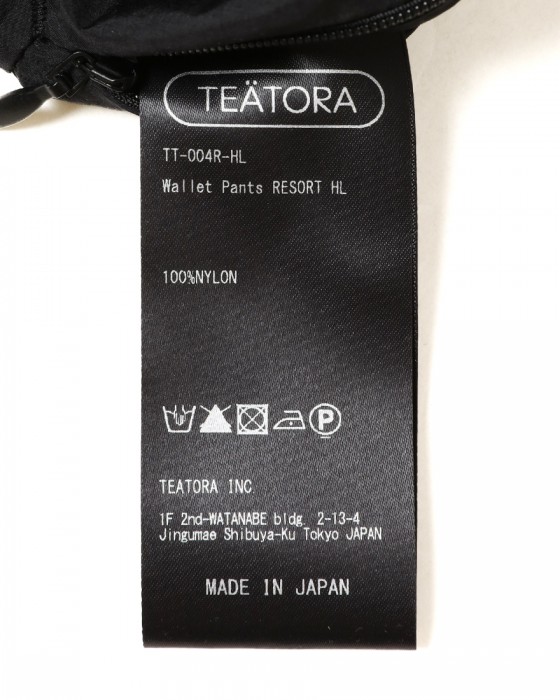 TEÄTORA
TT-004R-HL
Wallet Pants RESORT HL
100%NYLON
P
TEATORA INC.
1F 2nd-WATANABE bldg. 2-13-4
Jingumae Shibuya-Ku Tokyo JAPAN
MADE IN JAPAN